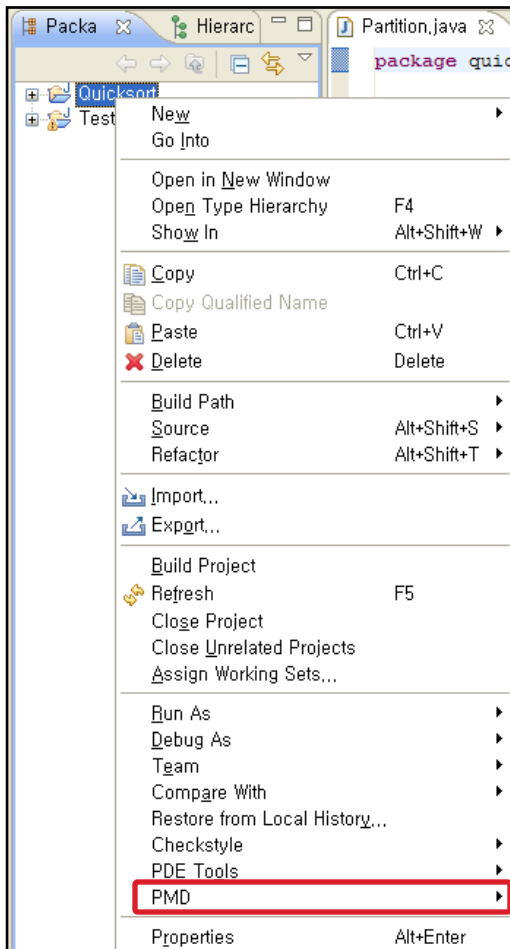 Packa
Hierarc
Partition.java
package quic
Quicksort
Test
New
Go Into
Open in New Window
Open Type Hierarchy F4
Show In Alt+Shift+W
Copy Ctrl+C
Copy Qualified Name
Paste Ctrl+V
Delete Delete
Build Path
Source Alt+Shift+S
Refactor Alt+Shift+T
Import...
Export...
Build Project
Refresh F5
Close Project
Close Unrelated Projects
Assign Working Sets...
Run As
Debug As
Team
Compare With
Restore from Local History...
Checkstyle
PDE Tools
PMD
Properties Alt+Enter